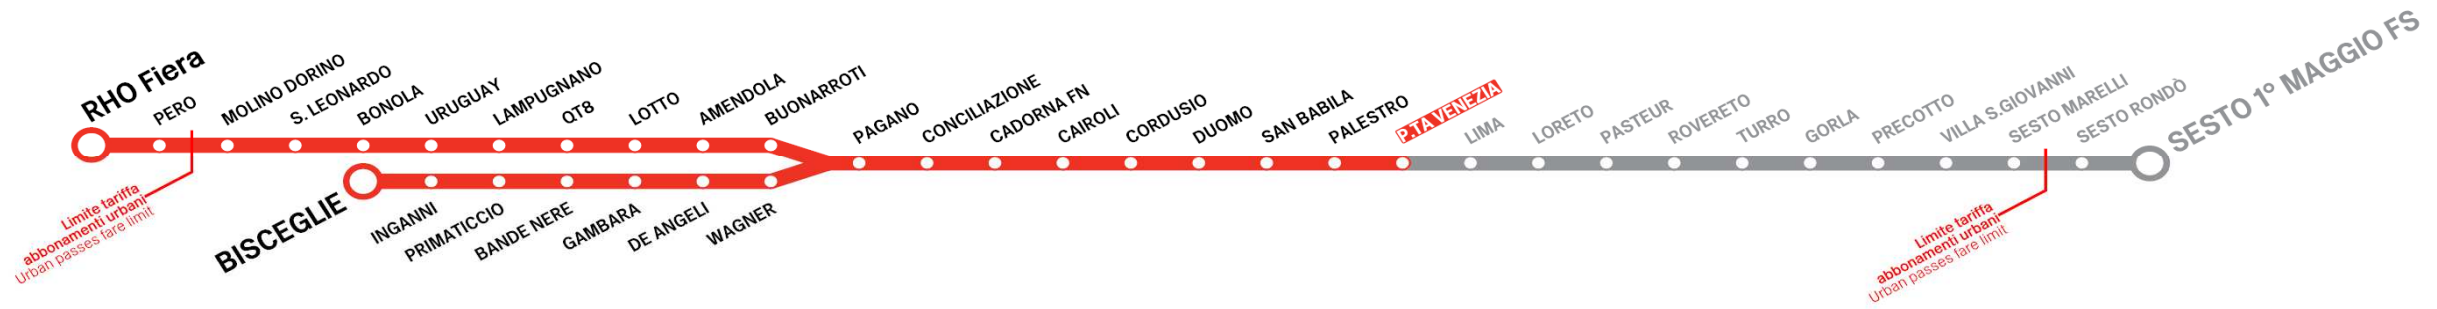 RHO Fiera
PERO
MOLINO DORINO
S. LEONARDO
BONOLA
URUGUAY
LAMPUGNANO
QT8
LOTTO
AMENDOLA
BUONARROTI
PAGANO
CONCILIAZIONE
CADORNA FN
CAIROLI
CORDUSIO
DUOMO
SAN BABILA
PALESTRO
P.TA VENEZIA
LIMA
LORETO
PASTEUR
ROVERETO
TURRO
GORLA
PRECOTTO
VILLA S.GIOVANNI
SESTO MARELLI
SESTO RONDÒ
SESTO 1° MAGGIO FS
Limite tariffa
abbonamenti urbani
Urban passes fare limit
BISCEGLIE
INGANNI
PRIMATICCIO
BANDE NERE
GAMBARA
DE ANGELI
WAGNER
Limite tariffa
abbonamenti urbani
Urban passes fare limit